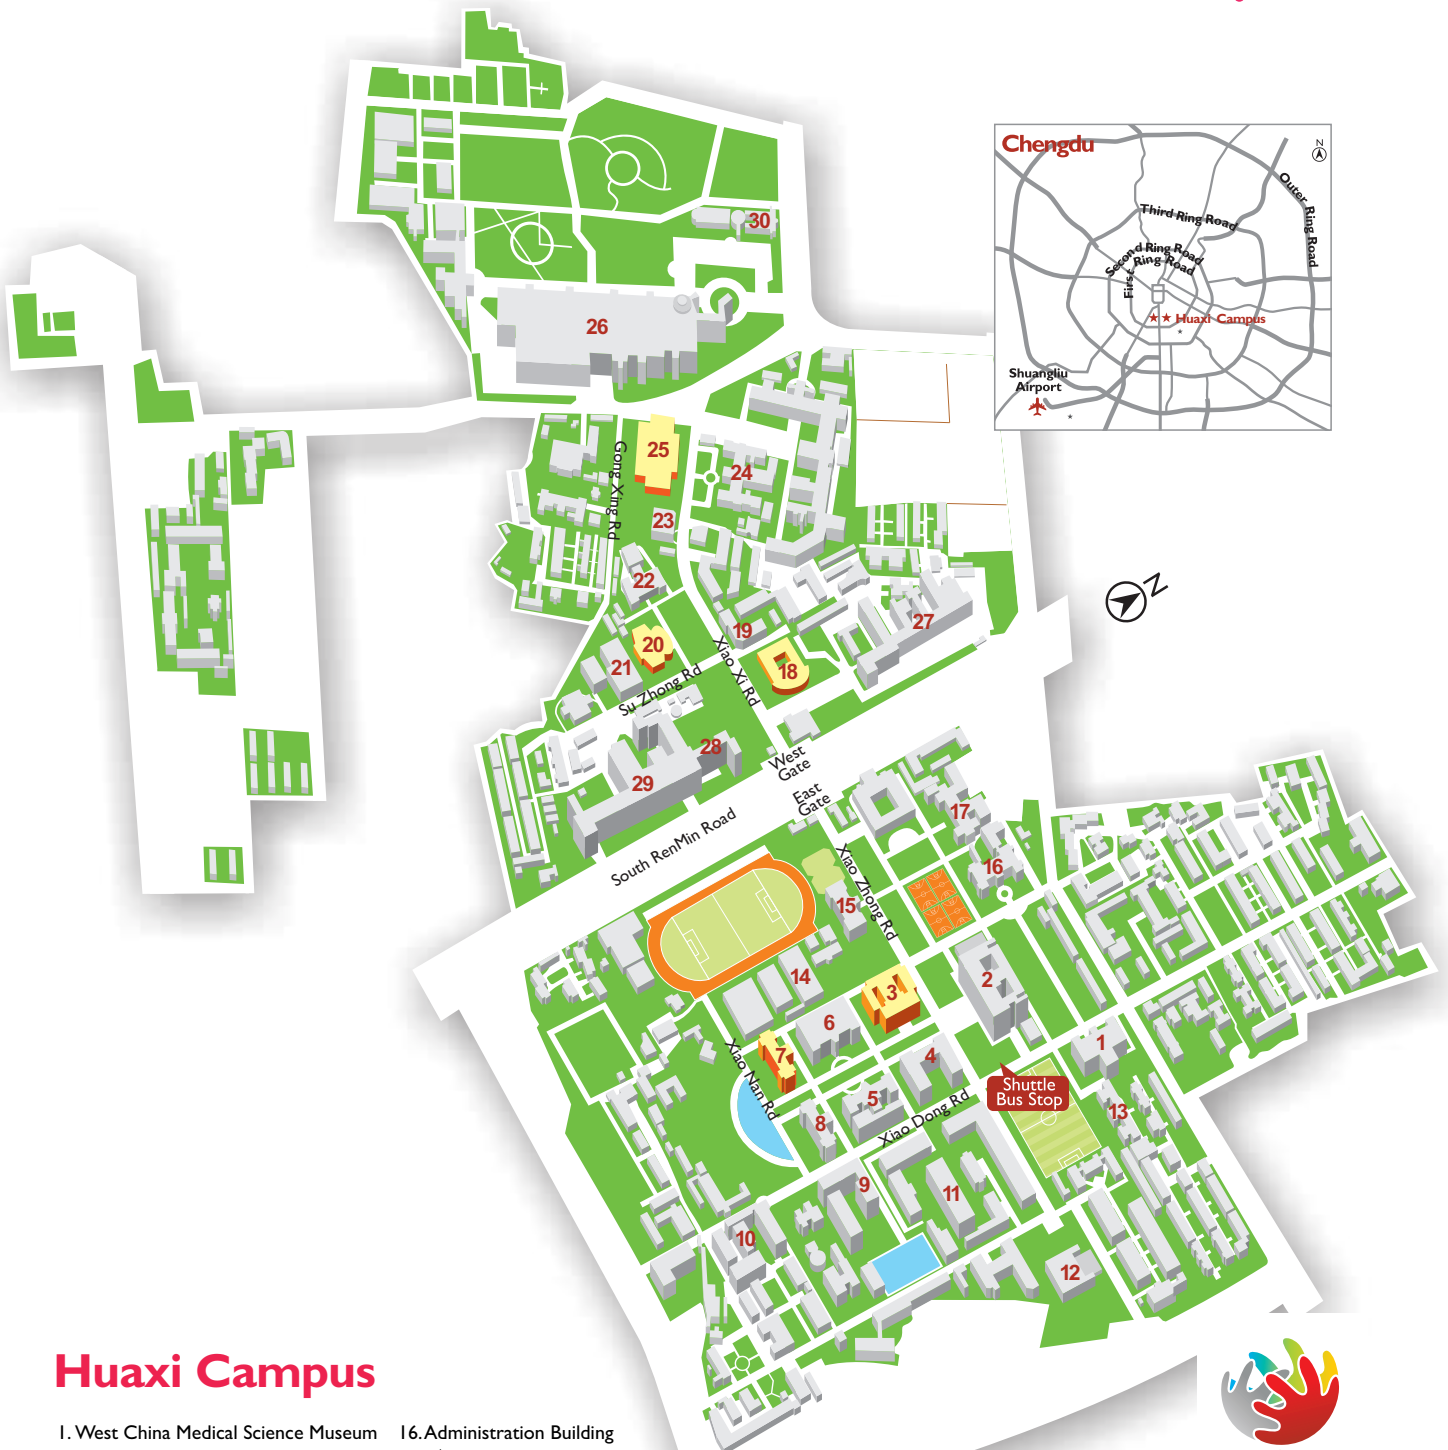 Chengdu
N
Outer Ring Road
Third Ring Road
Second Ring Road
First Ring Road
Huaxi Campus
Shuangliu
Airport
30
26
25
Gong Xing Rd
24
23
22
N
27
19
20
21
18
Xiao Xi Rd
Su Zhong Rd
28
29
West
Gate
East
Gate
South RenMin Road
17
16
Xiao Zhong Rd
15
14
2
3
6
7
4
1
Xiao Nan Rd
Shuttle
Bus Stop
5
8
13
Xiao Dong Rd
9
11
10
12
Huaxi Campus
1. West China Medical Science Museum
16. Administration Building